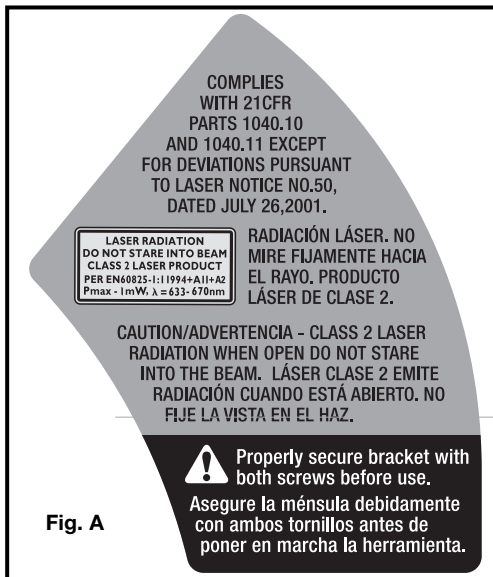 COMPLIES
WITH 21CFR
PARTS 1040.10
AND 1040.11 EXCEPT
FOR DEVIATIONS PURSUANT
TO LASER NOTICE NO.50,
DATED JULY 26,2001.
LASER RADIATION
DO NOT STARE INTO BEAM
CLASS 2 LASER PRODUCT
PER EN60825-1:11994+A11+A2
Pmax - 1mW, λ = 633- 670nm
RADIACIÓN LÁSER. NO
MIRE FIJAMENTE HACIA
EL RAYO. PRODUCTO
LÁSER DE CLASE 2.
CAUTION/ADVERTENCIA - CLASS 2 LASER
RADIATION WHEN OPEN DO NOT STARE
INTO THE BEAM. LÁSER CLASE 2 EMITE
RADIACIÓN CUANDO ESTÁ ABIERTO. NO
FIJE LA VISTA EN EL HAZ.
Properly secure bracket with
both screws before use.
Asegure la ménsula debidamente
con ambos tornillos antes de
poner en marcha la herramienta.
Fig. A